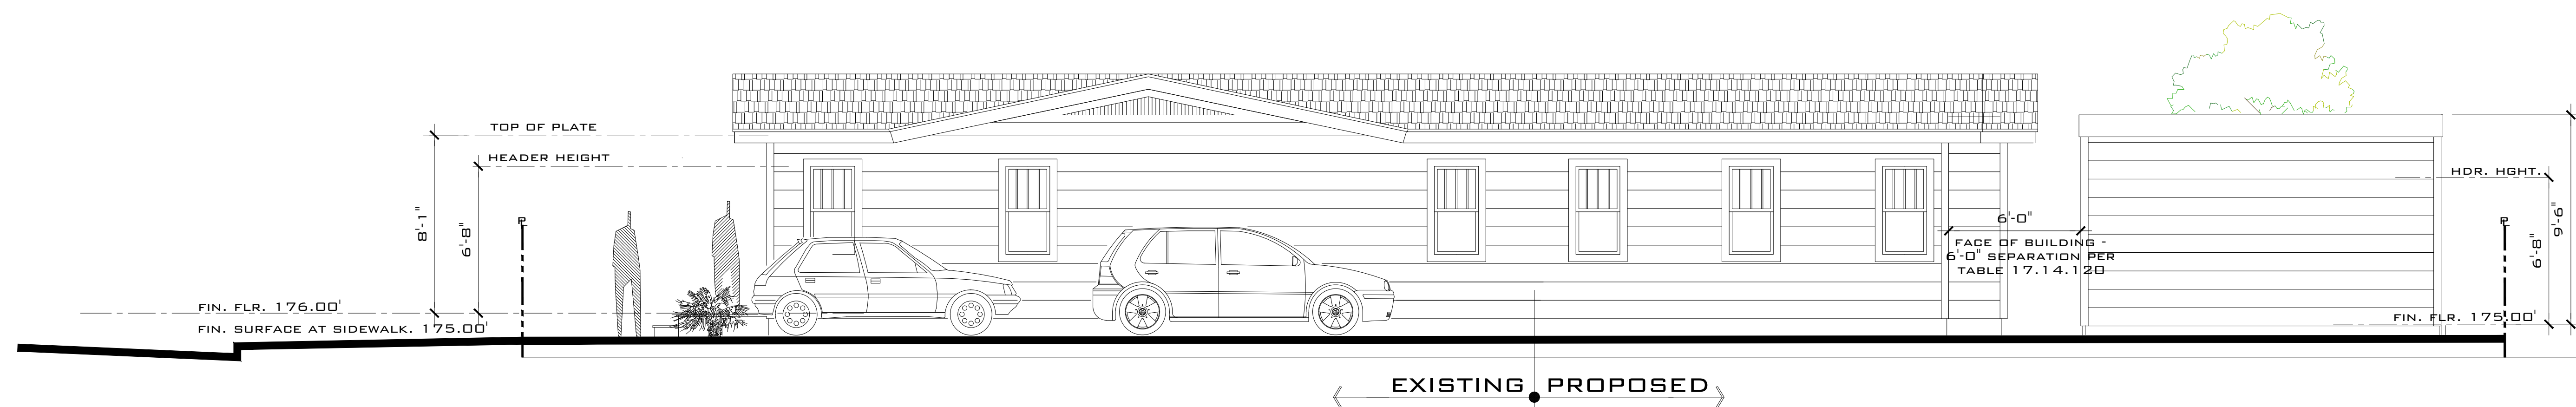 TOP OF PLATE
HEADER HEIGHT
8'-1"
6'-8"
PL
FIN. FLR. 176.00'
FIN. SURFACE AT SIDEWALK. 175.00'
6'-0"
FACE OF BUILDING -
6'-0" SEPARATION PER
TABLE 17.14.120
HDR. HGHT.
PL
6'-8"
9'-6"
FIN. FLR. 175.00'
EXISTING PROPOSED